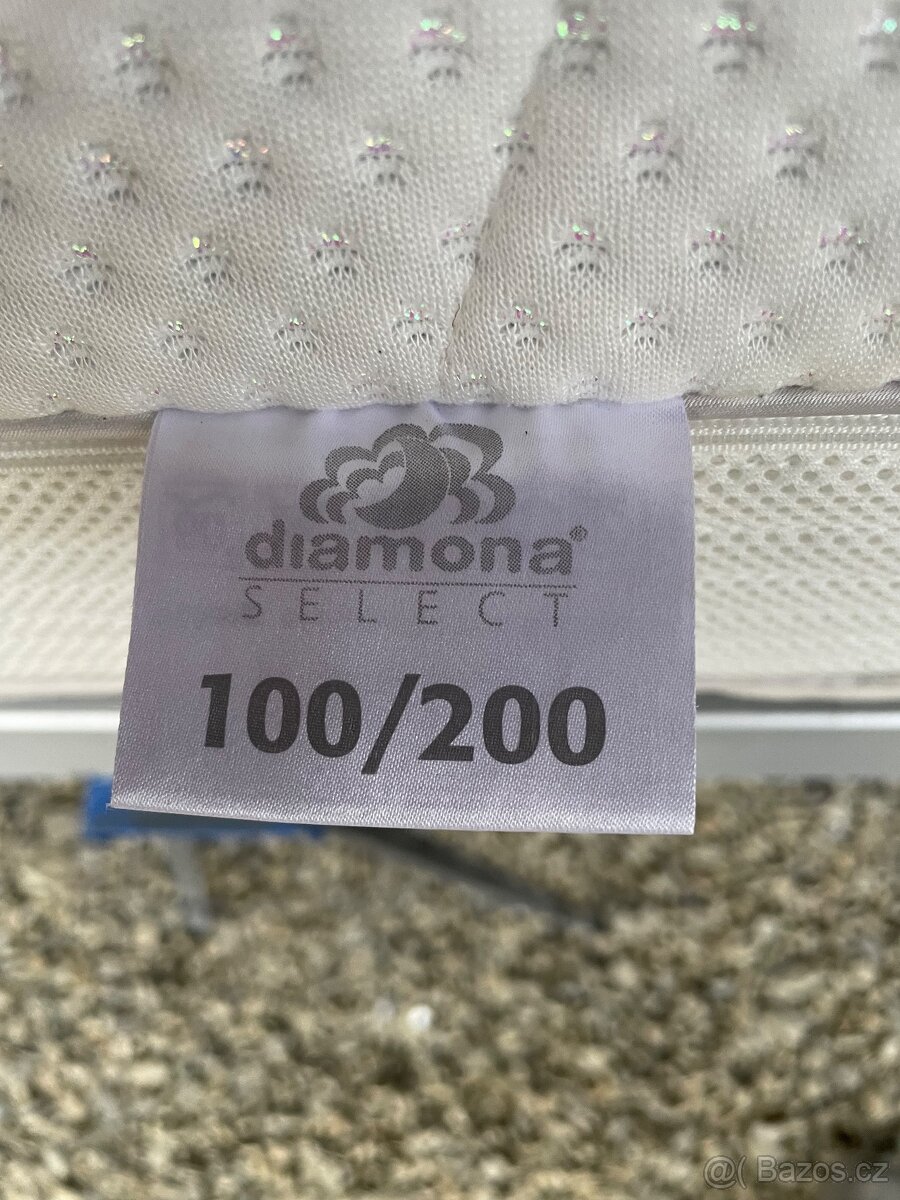 diamona®
SELECT
100/200
@( Bazos.cz